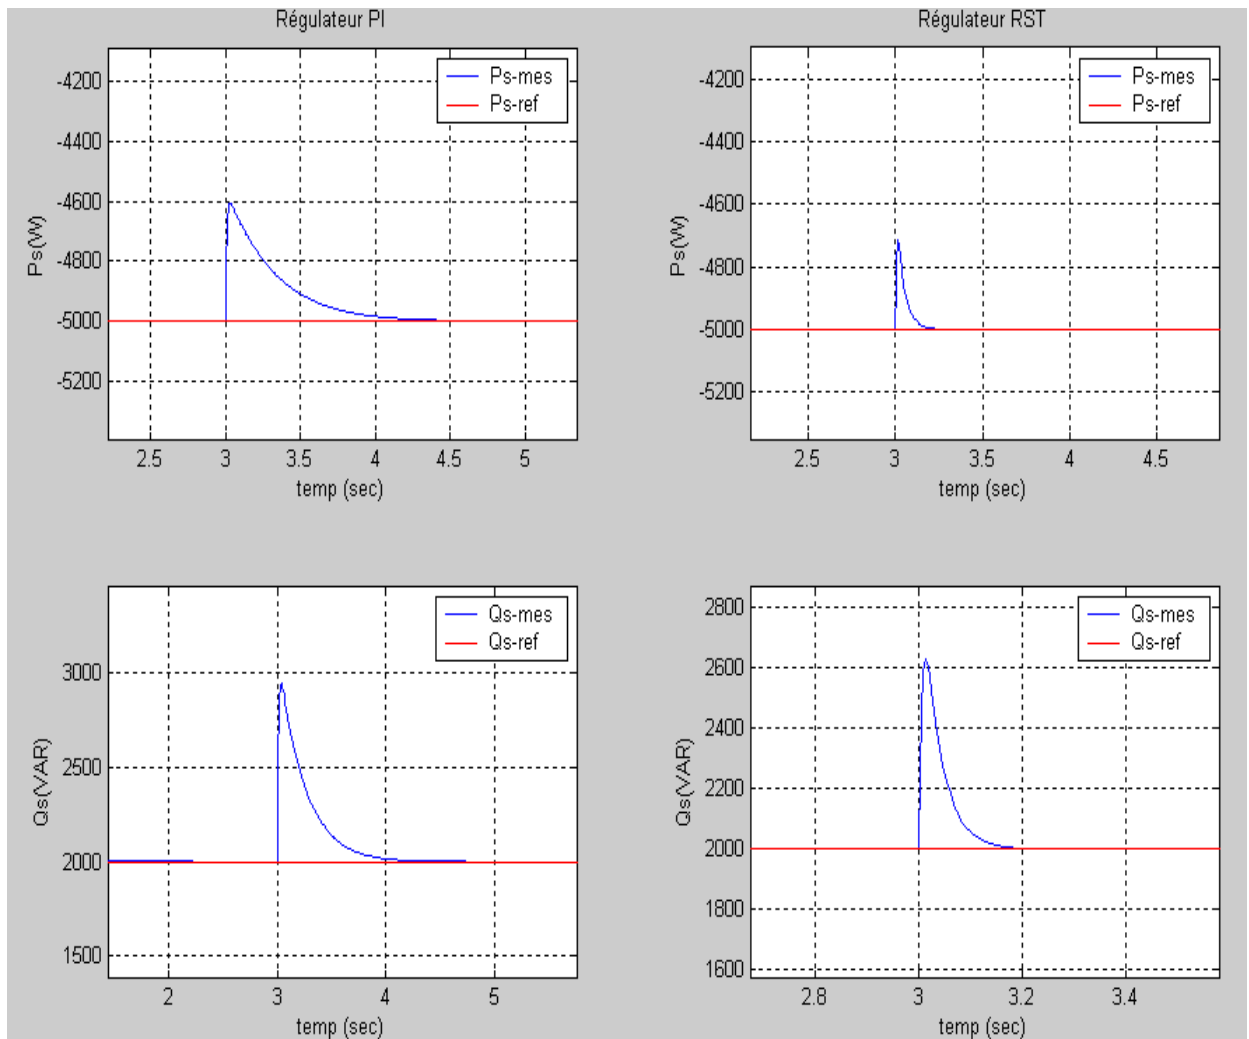 Régulateur PI
Ps-mes
Ps-ref
-4200
-4400
-4600
-4800
-5000
-5200
Ps(W)
2.5 3 3.5 4 4.5 5
temp (sec)
Régulateur RST
Ps-mes
Ps-ref
-4200
-4400
-4600
-4800
-5000
-5200
Ps(W)
2.5 3 3.5 4 4.5
temp (sec)
Qs-mes
Qs-ref
3000
2500
2000
1500
Qs(VAR)
2 3 4 5
temp (sec)
Qs-mes
Qs-ref
2800
2600
2400
2200
2000
1800
1600
Qs(VAR)
2.8 3 3.2 3.4
temp (sec)